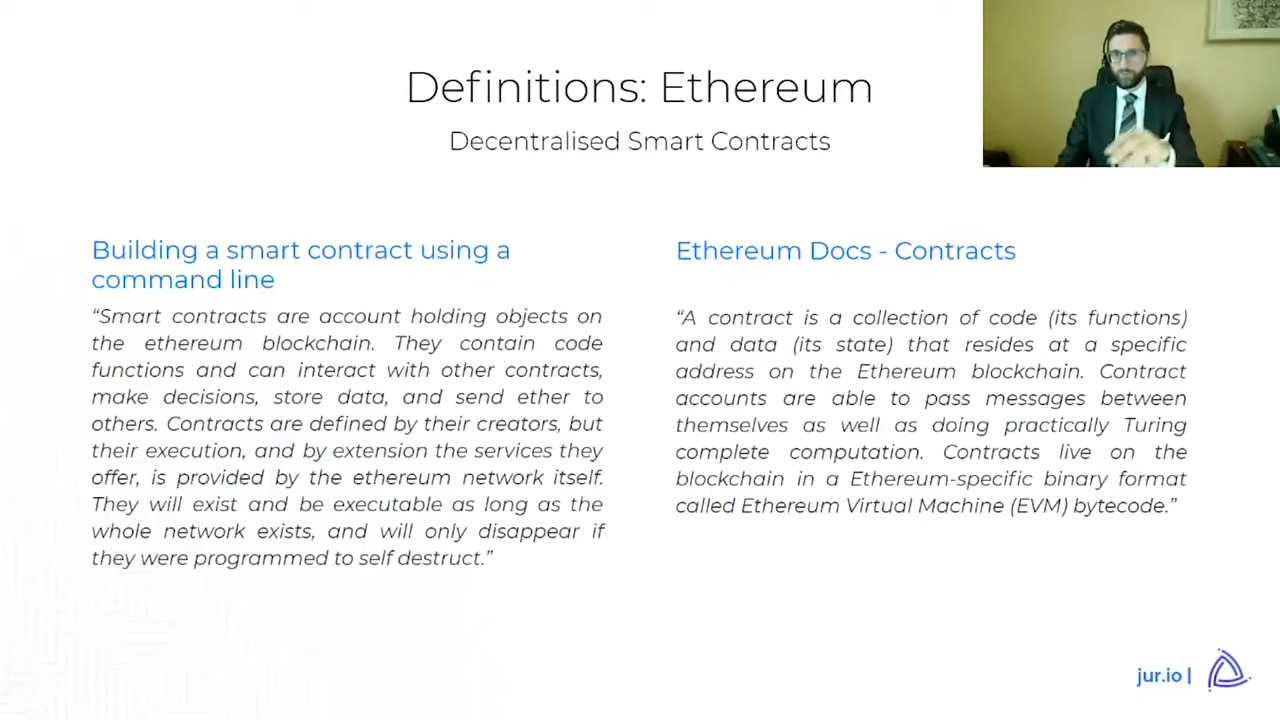 Definitions: Ethereum
Decentralised Smart Contracts
Building a smart contract using a
command line
“Smart contracts are account holding objects on
the ethereum blockchain. They contain code
functions and can interact with other contracts,
make decisions, store data, and send ether to
others. Contracts are defined by their creators, but
their execution, and by extension the services they
offer, is provided by the ethereum network itself.
They will exist and be executable as long as the
whole network exists, and will only disappear if
they were programmed to self destruct.”
Ethereum Docs - Contracts
“A contract is a collection of code (its functions)
and data (its state) that resides at a specific
address on the Ethereum blockchain. Contract
accounts are able to pass messages between
themselves as well as doing practically Turing
complete computation. Contracts live on the
blockchain in a Ethereum-specific binary format
called Ethereum Virtual Machine (EVM) bytecode.”
jur.io |